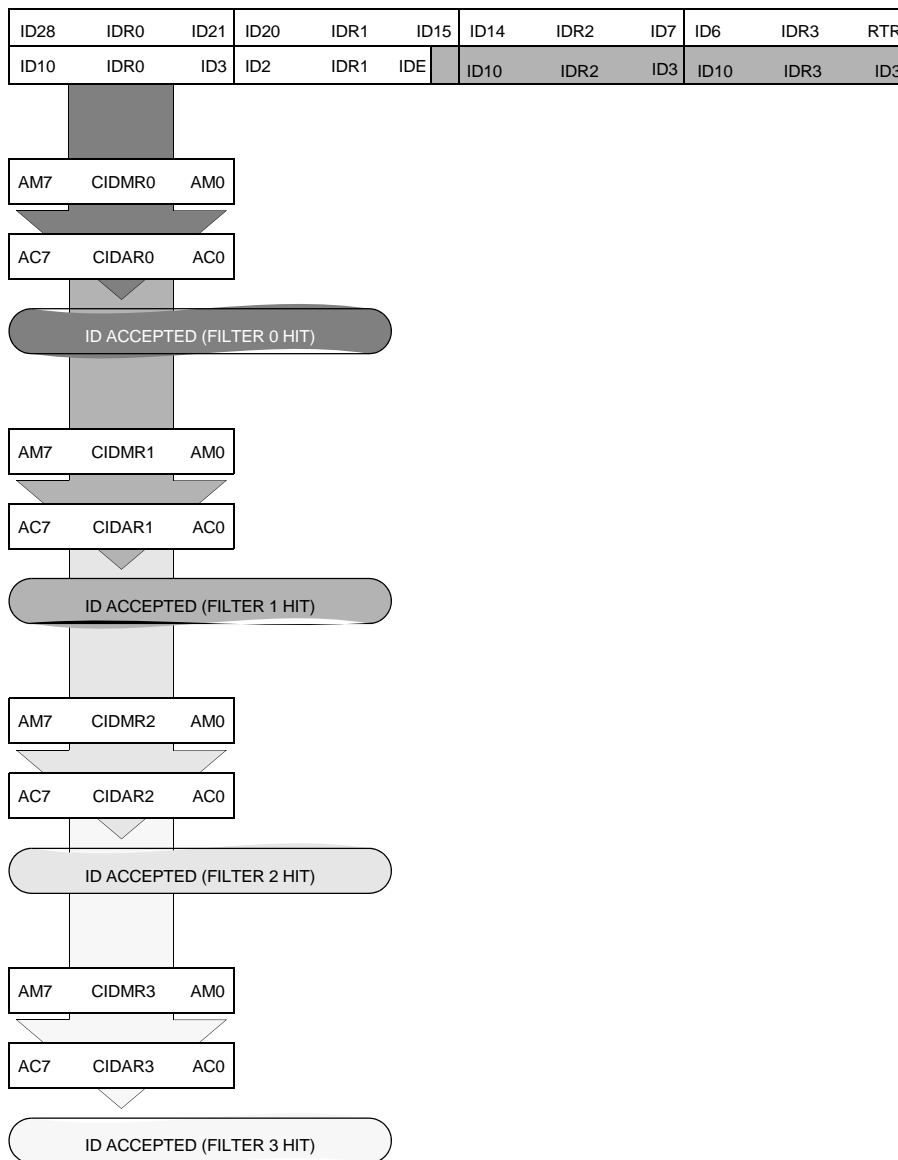 ID28 IDR0 ID21 ID20 IDR1 ID15 ID14 IDR2 ID7 ID6 IDR3 RTR
ID10 IDR0 ID3 ID2 IDR1 IDE ID10 IDR2 ID3 ID10 IDR3 ID3
AM7 CIDMR0 AM0
AC7 CIDAR0 AC0
ID ACCEPTED (FILTER 0 HIT)
AM7 CIDMR1 AM0
AC7 CIDAR1 AC0
ID ACCEPTED (FILTER 1 HIT)
AM7 CIDMR2 AM0
AC7 CIDAR2 AC0
ID ACCEPTED (FILTER 2 HIT)
AM7 CIDMR3 AM0
AC7 CIDAR3 AC0
ID ACCEPTED (FILTER 3 HIT)